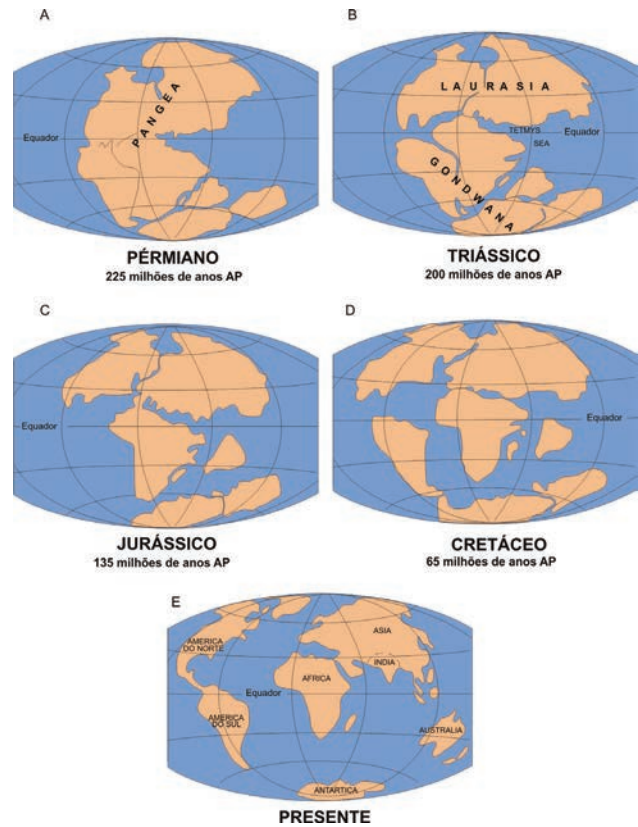 A
PANGEA
Equador
PÉRMIANO
225 milhões de anos AP
B
LAURASIA
TETMYS
SEA
Equador
GONDWANA
TRIÁSSICO
200 milhões de anos AP
C
Equador
JURÁSSICO
135 milhões de anos AP
D
Equador
CRETÁCEO
65 milhões de anos AP
E
AMERICA
DO NORTE
ASIA
INDIA
AFRICA
Equador
AMERICA
DO SUL
AUSTRALIA
ANTARTICA
PRESENTE